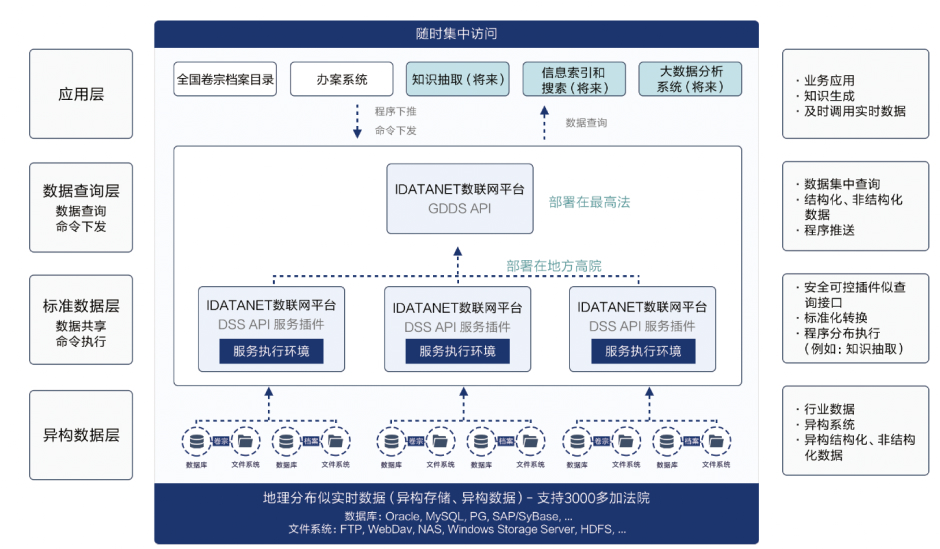 随时集中访问
应用层
全国卷宗档案目录
办案系统
知识抽取(将来)
信息索引和
搜索(将来)
大数据分析
系统(将来)
· 业务应用
· 知识生成
· 及时调用实时数据
程序下推
命令下发
数据查询
数据查询层
数据查询
命令下发
IDATANET数联网平台
GDDS API
部署在最高法
· 数据集中查询
· 结构化、非结构化
数据
· 程序推送
部署在地方高院
标准数据层
数据共享
命令执行
IDATANET数联网平台
DSS API 服务插件
服务执行环境
IDATANET数联网平台
DSS API 服务插件
服务执行环境
IDATANET数联网平台
DSS API 服务插件
服务执行环境
· 安全可控插件似查
询接口
· 标准化转换
· 程序分布执行
(例如: 知识抽取)
异构数据层
卷宗
档案
卷宗
档案
卷宗
档案
数据库
文件系统
数据库
文件系统
数据库
文件系统
数据库
文件系统
数据库
文件系统
数据库
文件系统
· 行业数据
· 异构系统
· 异构结构化、非结构
化数据
地理分布似实时数据(异构存储、异构数据) - 支持3000多加法院
数据库: Oracle, MySQL, PG, SAP/SyBase, ...
文件系统: FTP, WebDav, NAS, Windows Storage Server, HDFS, ...